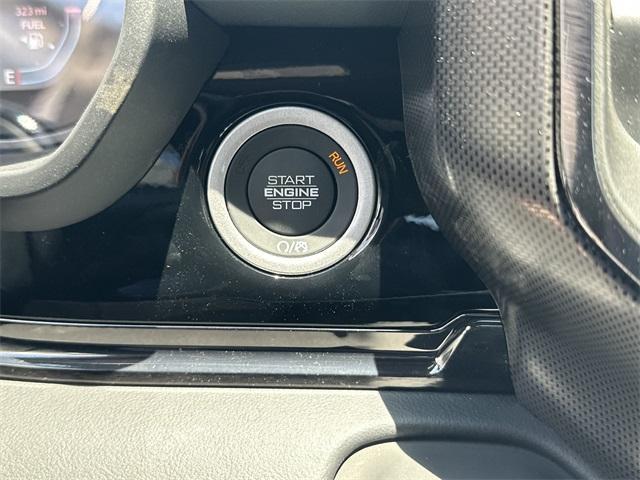 323 mi
FUEL
E
RUN
START
ENGINE
STOP